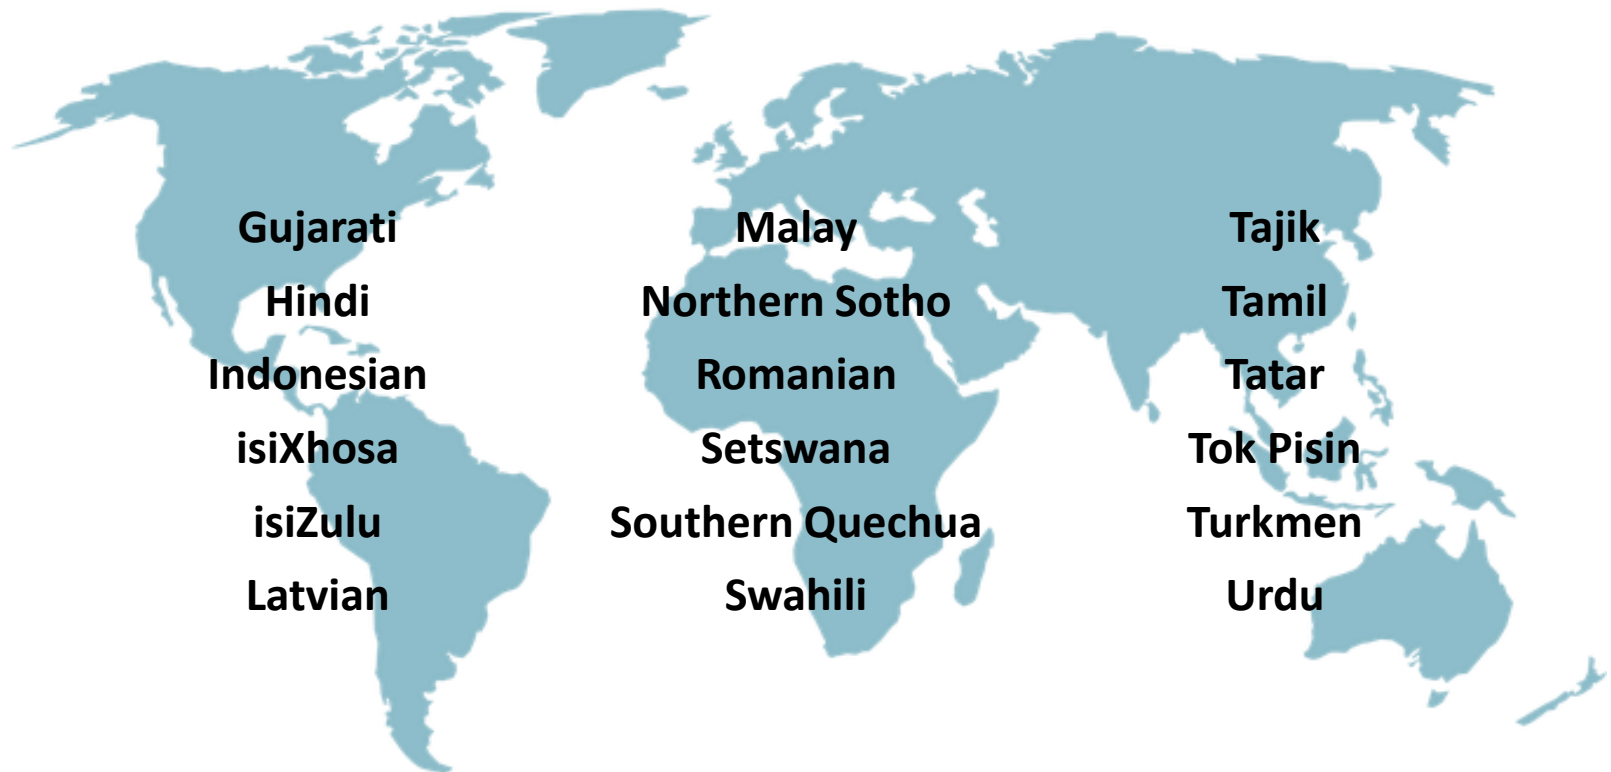 Gujarati
Hindi
Indonesian
isiXhosa
isiZulu
Latvian
Malay
Northern Sotho
Romanian
Setswana
Southern Quechua
Swahili
Tajik
Tamil
Tatar
Tok Pisin
Turkmen
Urdu